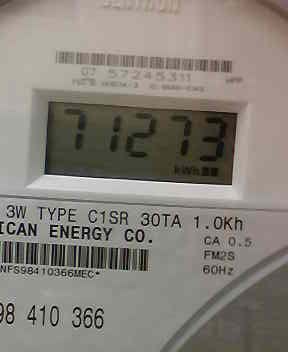 07 57245311
71273
kWh
3W TYPE C1SR 30TA 1.0Kh
ICAN ENERGY CO.
CA 0.5
FM2S
60Hz
NFS98410366MEC*
98 410 366